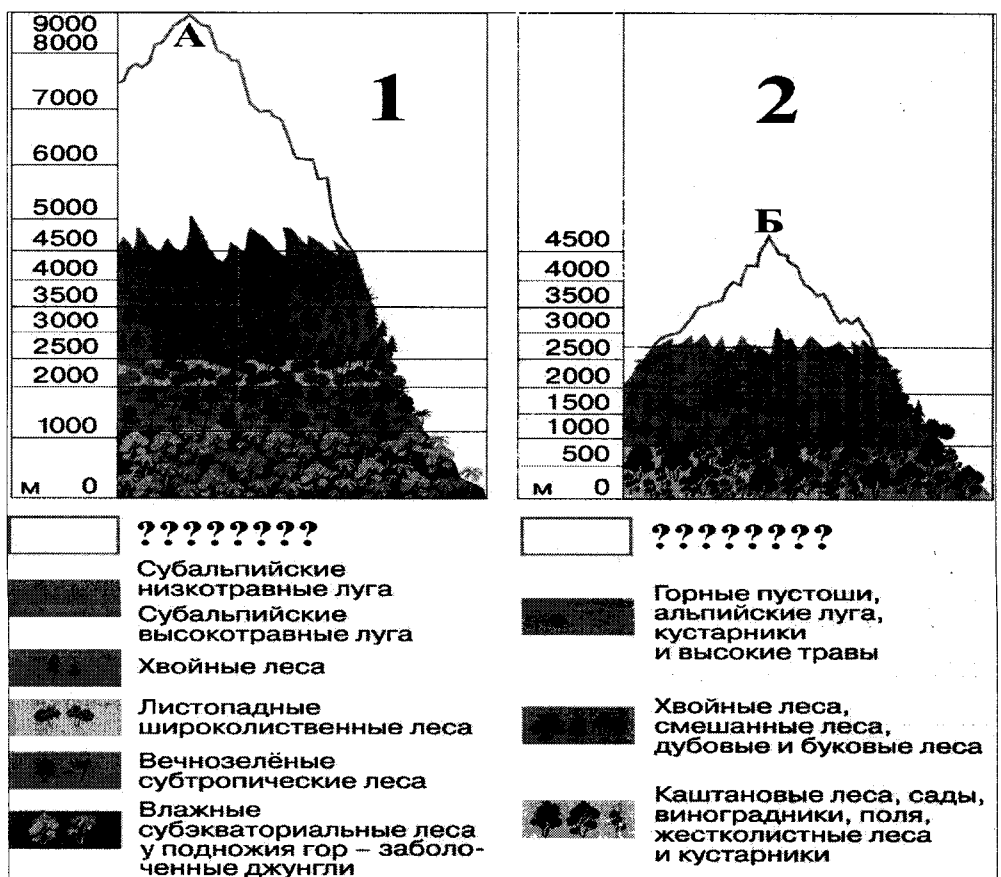 9000
8000
7000
6000
5000
4500
4000
3500
3000
2500
2000
1000
м 0
А
1
4500
4000
3500
3000
2500
2000
1500
1000
500
м 0
Б
2
????????
Субальпийские
низкотравные луга
Субальпийские
высокотравные луга
Хвойные леса
Листопадные
широколиственные леса
Вечнозелёные
субтропические леса
Влажные
субэкваториальные леса
у подножия гор – заболо-
ченные джунгли
????????
Горные пустоши,
альпийские луга,
кустарники
и высокие травы
Хвойные леса,
смешанные леса,
дубовые и буковые леса
Каштановые леса, сады,
виноградники, поля,
жестколистные леса
и кустарники